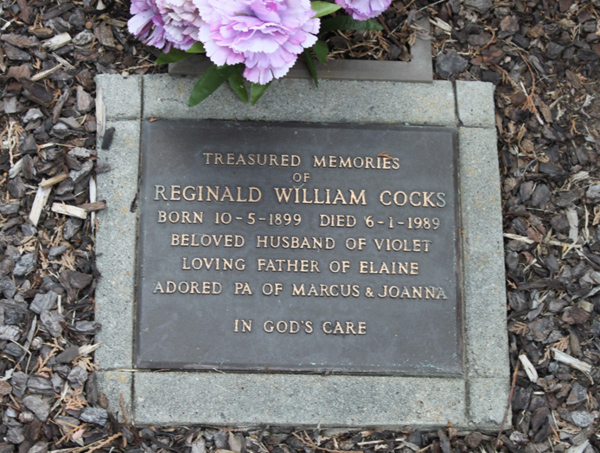 TREASURED MEMORIES
OF
REGINALD WILLIAM COCKS
BORN 10-5-1899 DIED 6-1-1989
BELOVED HUSBAND OF VIOLET
LOVING FATHER OF ELAINE
ADORED PA OF MARCUS & JOANNA
IN GOD'S CARE